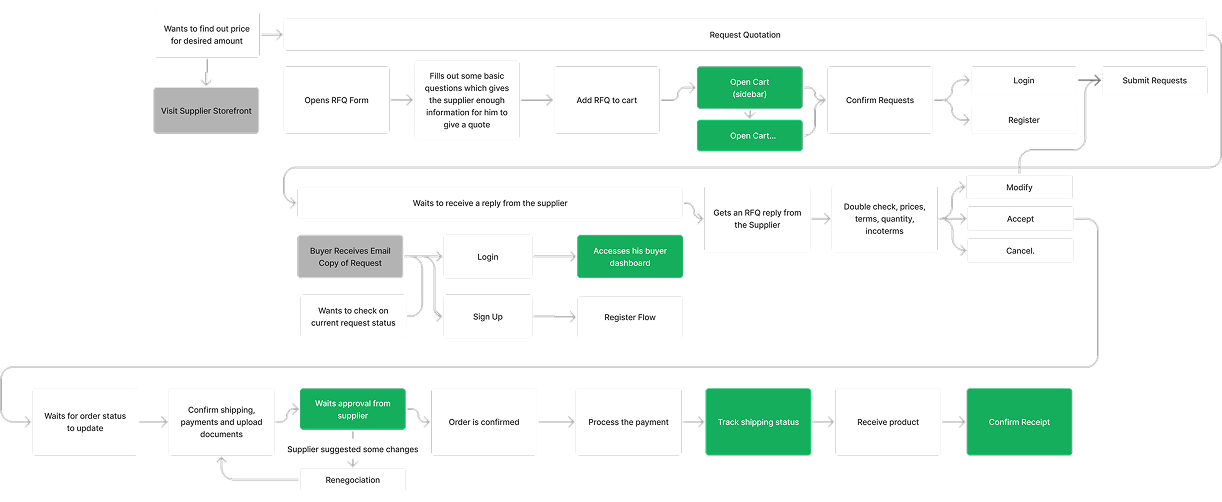 Wants to find out price
for desired amount
Request Quotation
Visit Supplier Storefront
Opens RFQ Form
Fills out some basic
questions which gives
the supplier enough
information for him to
give a quote
Add RFQ to cart
Open Cart
(sidebar)
Open Cart...
Confirm Requests
Login
Register
Submit Requests
Waits to receive a reply from the supplier
Gets an RFQ reply from
the Supplier
Double check, prices,
terms, quantity,
incoterms
Modify
Accept
Cancel.
Buyer Receives Email
Copy of Request
Login
Accesses his buyer
dashboard
Wants to check on
current request status
Sign Up
Register Flow
Waits for order status
to update
Confirm shipping,
payments and upload
documents
Waits approval from
supplier
Supplier suggested some changes
Renegociation
Order is confirmed
Process the payment
Track shipping status
Receive product
Confirm Receipt